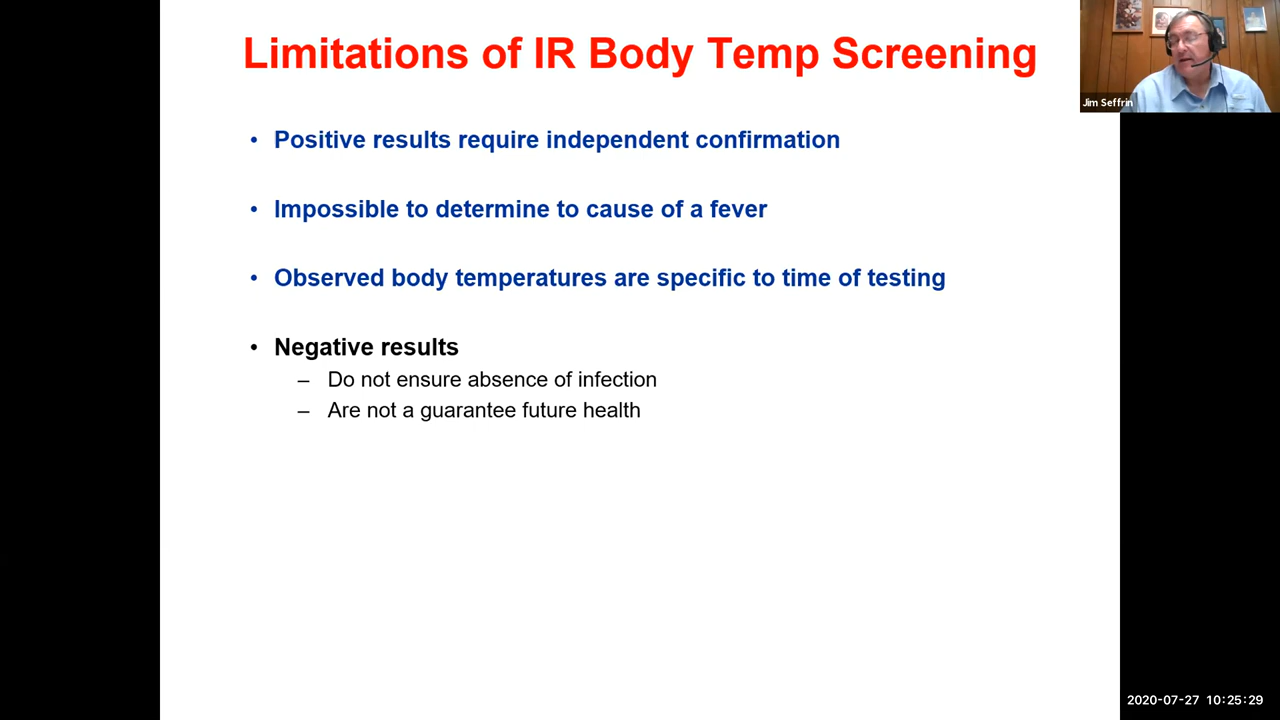 Limitations of IR Body Temp Screening
Jim Seffrin
• Positive results require independent confirmation
• Impossible to determine to cause of a fever
• Observed body temperatures are specific to time of testing
• Negative results
– Do not ensure absence of infection
– Are not a guarantee future health
2020-07-27 10:25:29